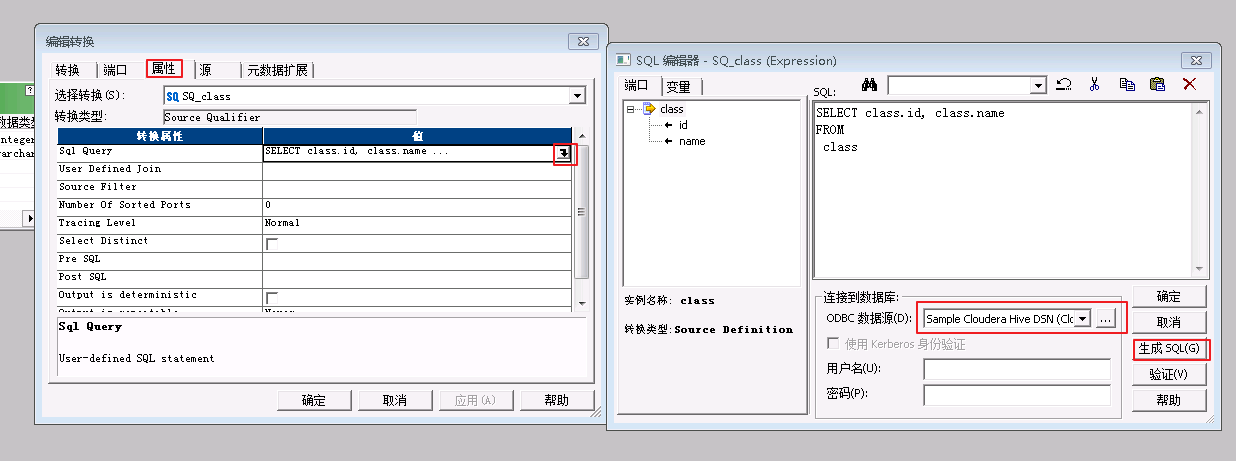 编辑转换
转换
端口
属性
源
元数据扩展
选择转换(S):
SQ SQ_class
转换类型:
Source Qualifier
转换属性
值
Sql Query
SELECT class.id, class.name ...
User Defined Join
Source Filter
Number Of Sorted Ports
0
Tracing Level
Normal
Select Distinct
Pre SQL
Post SQL
Output is deterministic
Sql Query
User-defined SQL statement
确定
取消
应用(A)
帮助
SQL 编辑器 - SQ_class (Expression)
端口
变量
class
id
name
实例名称: class
转换类型:Source Definition
SQL:
SELECT class.id, class.name
FROM
class
连接到数据库:
ODBC 数据源(D):
Sample Cloudera Hive DSN (Clo
...
使用 Kerberos 身份验证
用户名(U):
密码(P):
确定
取消
生成 SQL(G)
验证(V)
帮助